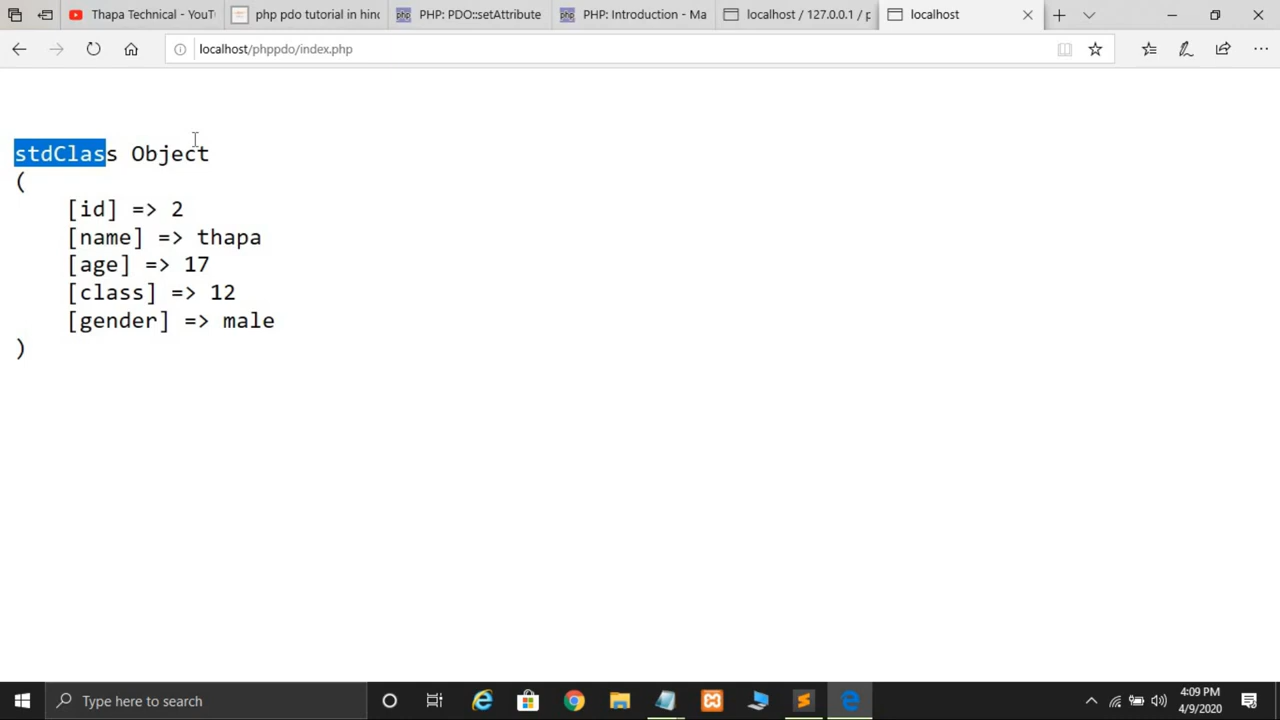 Thapa Technical - YouT
php pdo tutorial in hind
PHP: PDO::setAttribute
PHP: Introduction - Ma
localhost / 127.0.0.1 / p
localhost
localhost/phppdo/index.php
stdClass Object
(
[id] => 2
[name] => thapa
[age] => 17
[class] => 12
[gender] => male
)
Type here to search
4:09 PM
4/9/2020